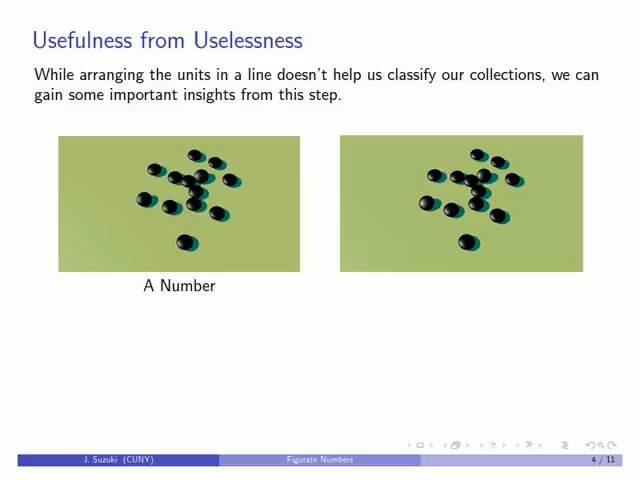 Usefulness from Uselessness
While arranging the units in a line doesn't help us classify our collections, we can
gain some important insights from this step.
A Number
J. Suzuki (CUNY)
Figurate Numbers
4 / 11